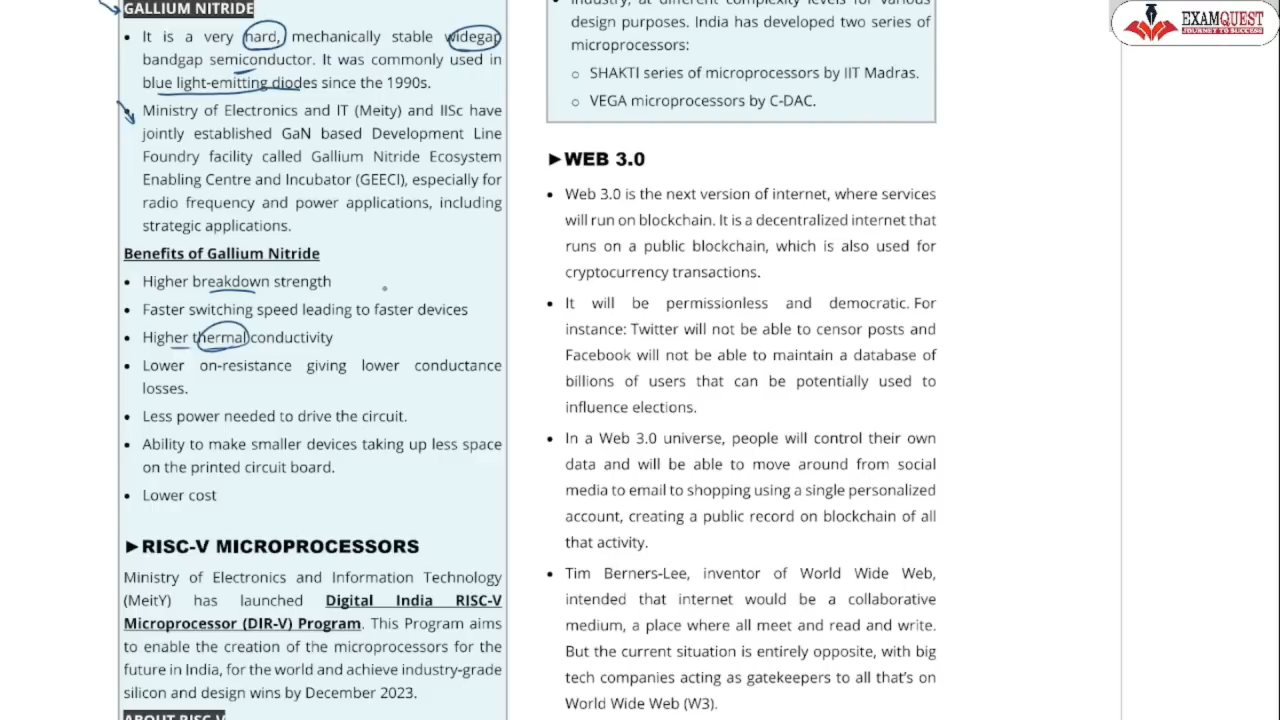 GALLIUM NITRIDE
• It is a very hard, mechanically stable widegap
bandgap semiconductor. It was commonly used in
blue light-emitting diodes since the 1990s.
• Ministry of Electronics and IT (Meity) and IISc have
jointly established GaN based Development Line
Foundry facility called Gallium Nitride Ecosystem
Enabling Centre and Incubator (GEECI), especially for
radio frequency and power applications, including
strategic applications.
Benefits of Gallium Nitride
• Higher breakdown strength
• Faster switching speed leading to faster devices
• Higher thermal conductivity
• Lower on-resistance giving lower conductance
losses.
• Less power needed to drive the circuit.
• Ability to make smaller devices taking up less space
on the printed circuit board.
• Lower cost
►RISC-V MICROPROCESSORS
Ministry of Electronics and Information Technology
(MeitY) has launched Digital India RISC-V
Microprocessor (DIR-V) Program. This Program aims
to enable the creation of the microprocessors for the
future in India, for the world and achieve industry-grade
silicon and design wins by December 2023.
ABOUT RISC-V
industry, at different complexity levels for various
design purposes. India has developed two series of
microprocessors:
o SHAKTI series of microprocessors by IIT Madras.
o VEGA microprocessors by C-DAC.
►WEB 3.0
• Web 3.0 is the next version of internet, where services
will run on blockchain. It is a decentralized internet that
runs on a public blockchain, which is also used for
cryptocurrency transactions.
• It will be permissionless and democratic. For
instance: Twitter will not be able to censor posts and
Facebook will not be able to maintain a database of
billions of users that can be potentially used to
influence elections.
• In a Web 3.0 universe, people will control their own
data and will be able to move around from social
media to email to shopping using a single personalized
account, creating a public record on blockchain of all
that activity.
• Tim Berners-Lee, inventor of World Wide Web,
intended that internet would be a collaborative
medium, a place where all meet and read and write.
But the current situation is entirely opposite, with big
tech companies acting as gatekeepers to all that's on
World Wide Web (W3).
EXAMQUEST
JOURNEY TO SUCCESS